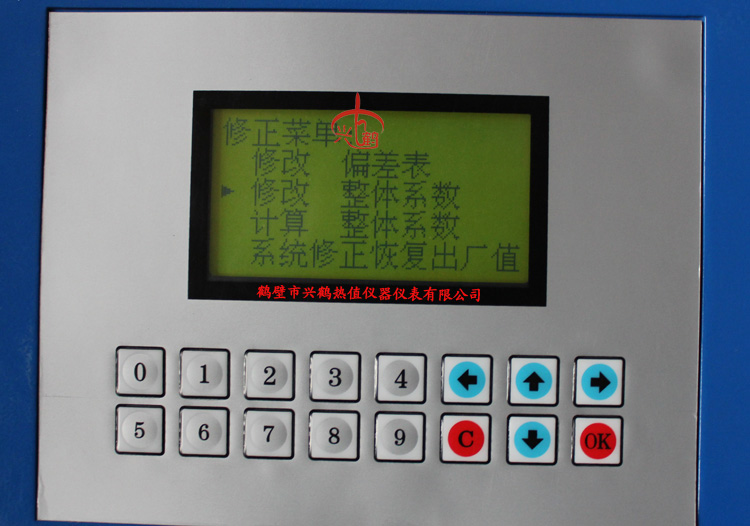 修正菜单
兴鹤
修改 偏差表
修改 整体系数
计算 整体系数
系统修正恢复出厂值
鹤壁市兴鹤热值仪器仪表有限公司
0 1 2 3 4
5 6 7 8 9 C OK